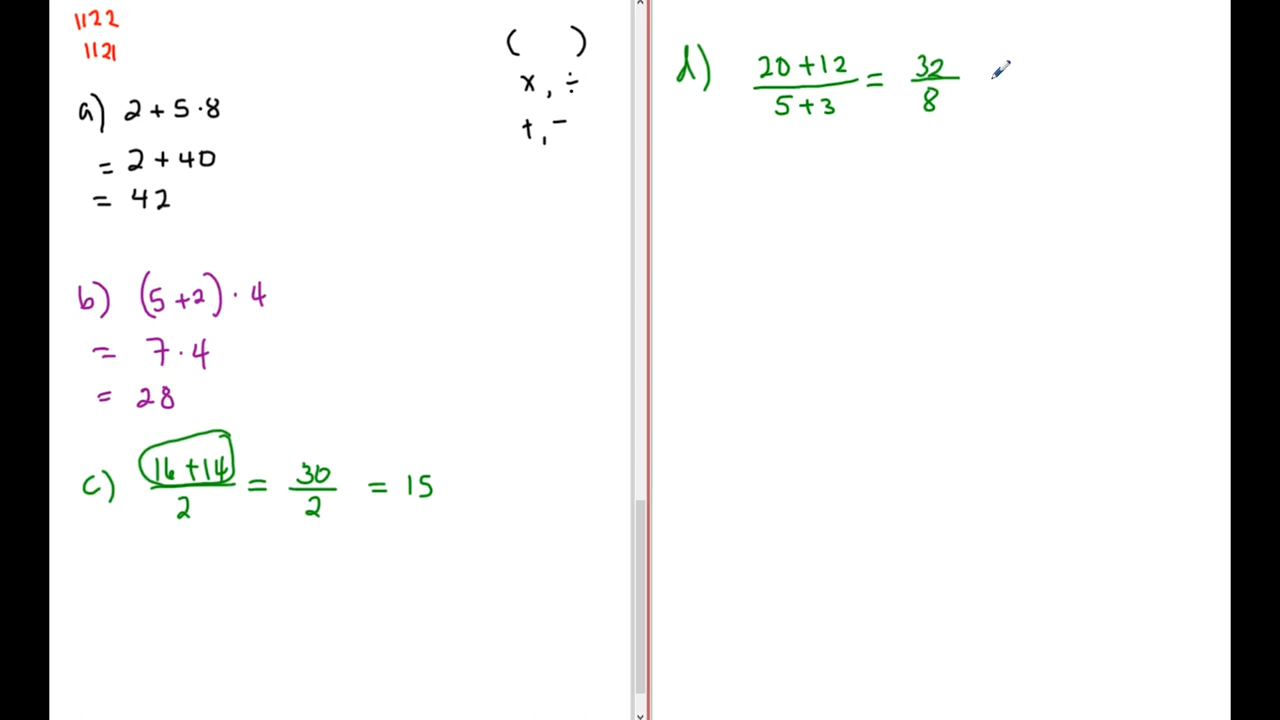 1122
1121
( )
x, ÷
+, -
a) 2 + 5 · 8
= 2 + 40
= 42
b) (5 + 2) · 4
= 7 · 4
= 28
c) 16 + 14 / 2 = 30 / 2 = 15
d) 20 + 12 / 5 + 3 = 32 / 8